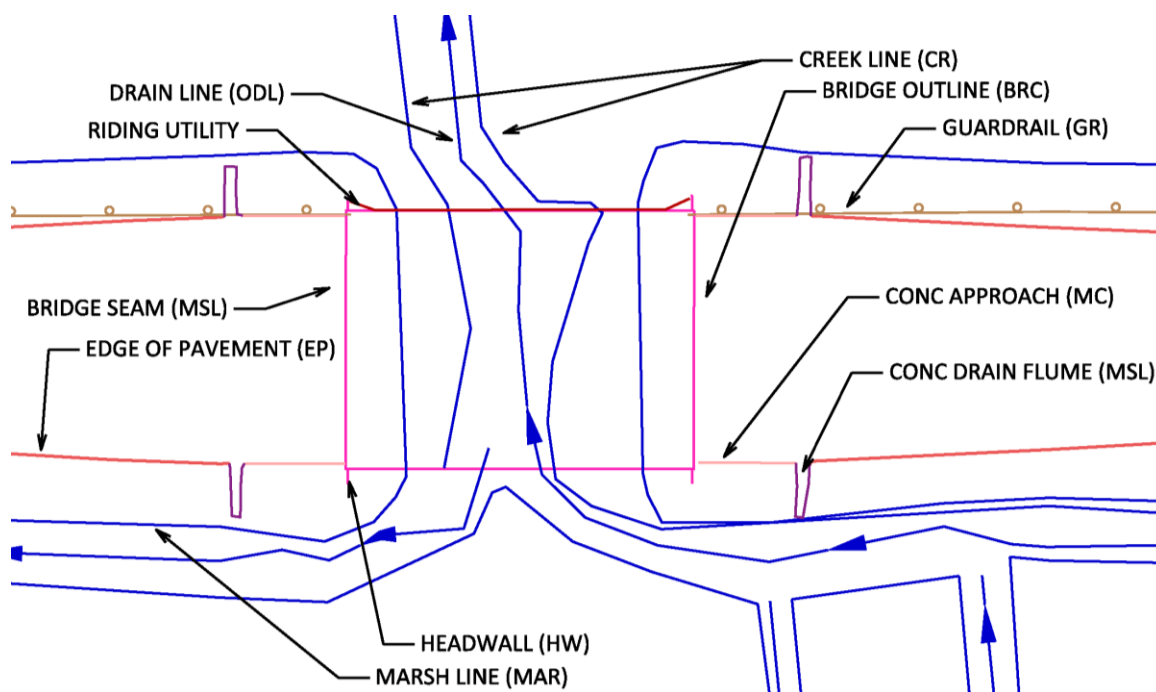 CREEK LINE (CR)
DRAIN LINE (ODL)
BRIDGE OUTLINE (BRC)
RIDING UTILITY
GUARDRAIL (GR)
BRIDGE SEAM (MSL)
CONC APPROACH (MC)
EDGE OF PAVEMENT (EP)
CONC DRAIN FLUME (MSL)
HEADWALL (HW)
MARSH LINE (MAR)